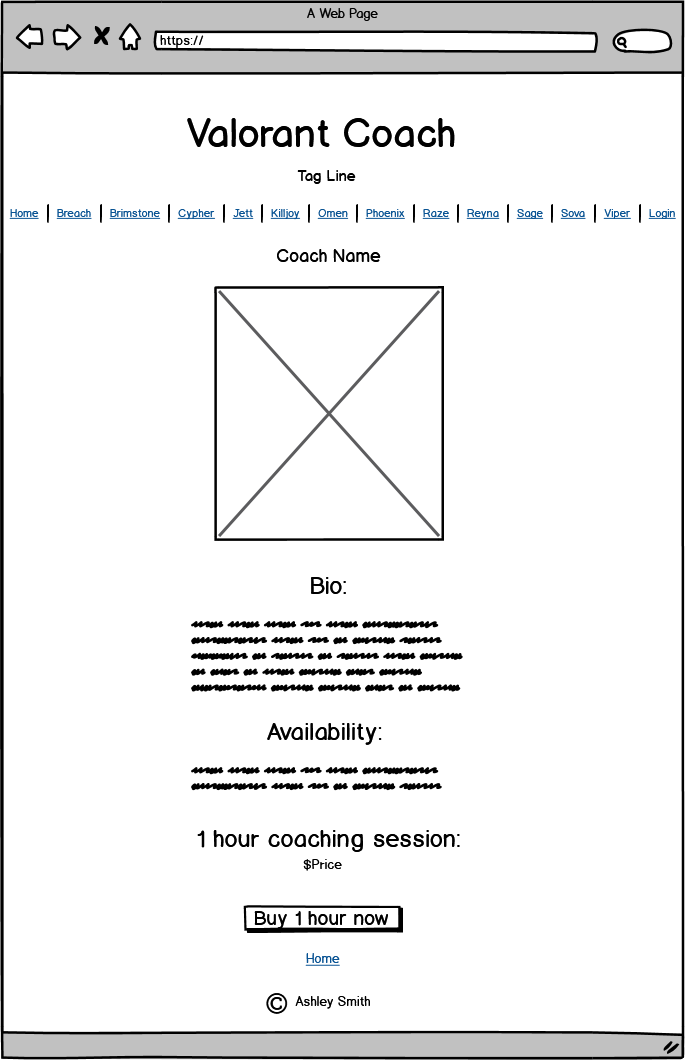 A Web Page
https://
Valorant Coach
Tag Line
Home Breach Brimstone Cypher Jett Killjoy Omen Phoenix Raze Reyna Sage Sova Viper Login
Coach Name
Bio:
Availability:
1 hour coaching session:
$Price
Buy 1 hour now
Home
© Ashley Smith